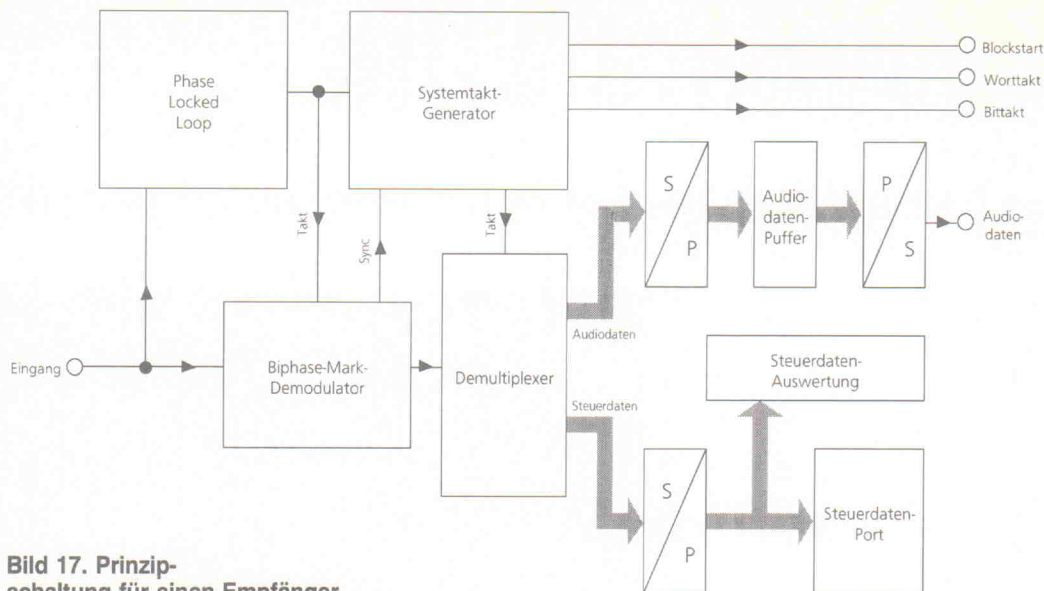 Phase
Locked
Loop
Systemtakt-
Generator
Blockstart
Worttakt
Bittakt
Takt
Sync
Takt
S
P
Audio-
daten-
Puffer
P
S
Audio-
daten
Eingang
Biphase-Mark-
Demodulator
Demultiplexer
Audiodaten
Steuerdaten
Steuerdaten-
Auswertung
S
P
Steuerdaten-
Port
Bild 17. Prinzip-
schaltung für einen Empfänger